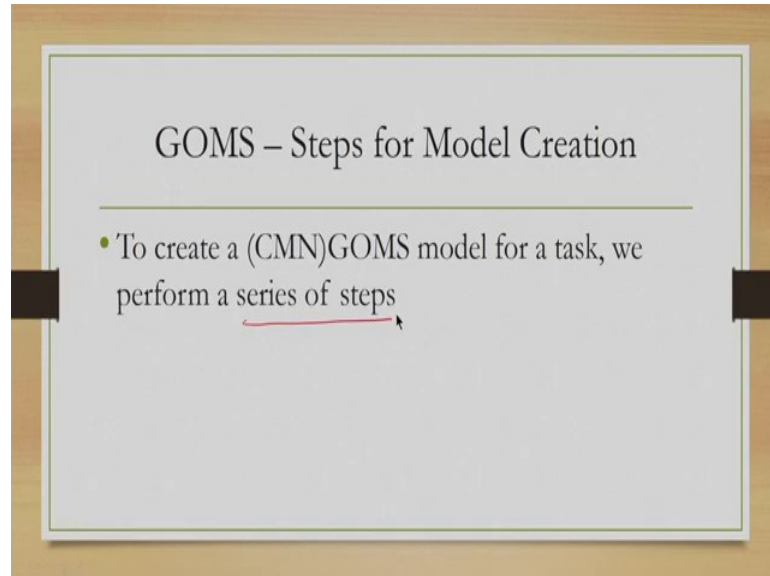 GOMS – Steps for Model Creation
• To create a (CMN)GOMS model for a task, we
perform a series of steps